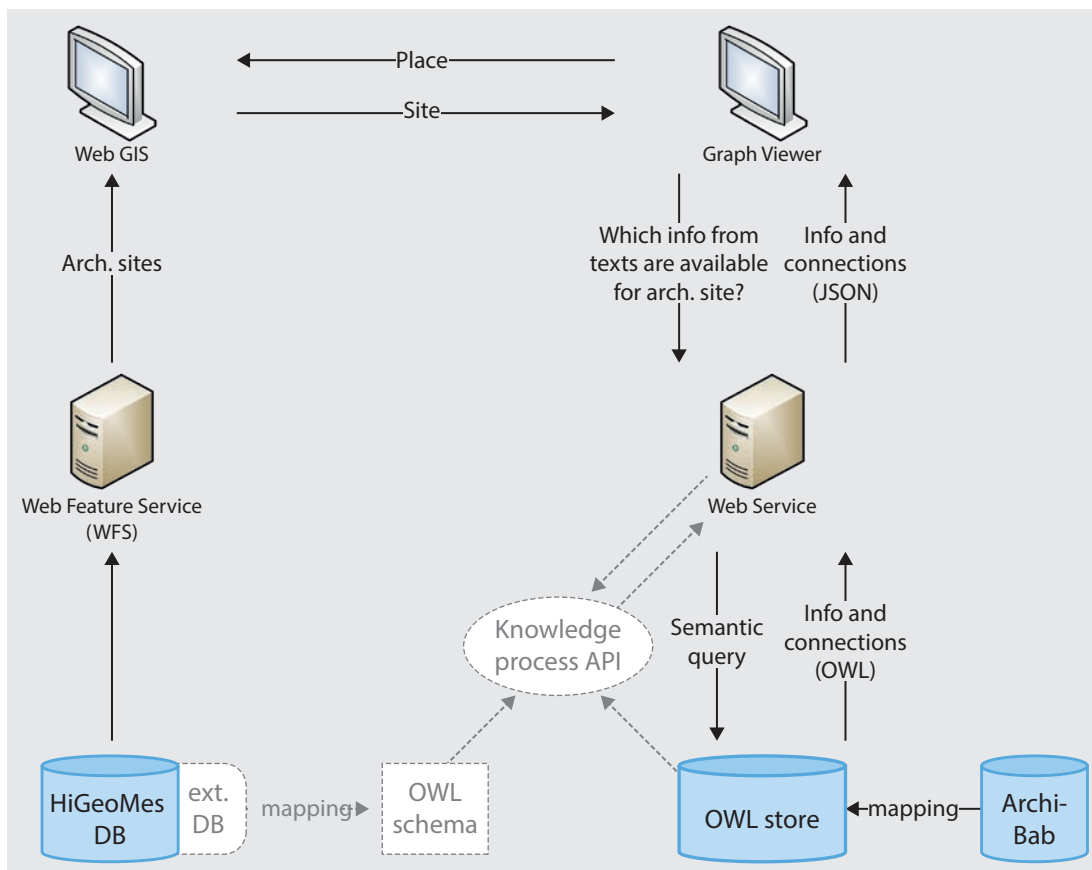 Place
Site
Web GIS
Graph Viewer
Arch. sites
Which info from
texts are available
for arch. site?
Info and
connections
(JSON)
Web Feature Service
(WFS)
Web Service
Knowledge
process API
Semantic
query
Info and
connections
(OWL)
HiGeoMes
DB
ext.
DB
mapping
OWL
schema
OWL store
mapping
Archi-
Bab